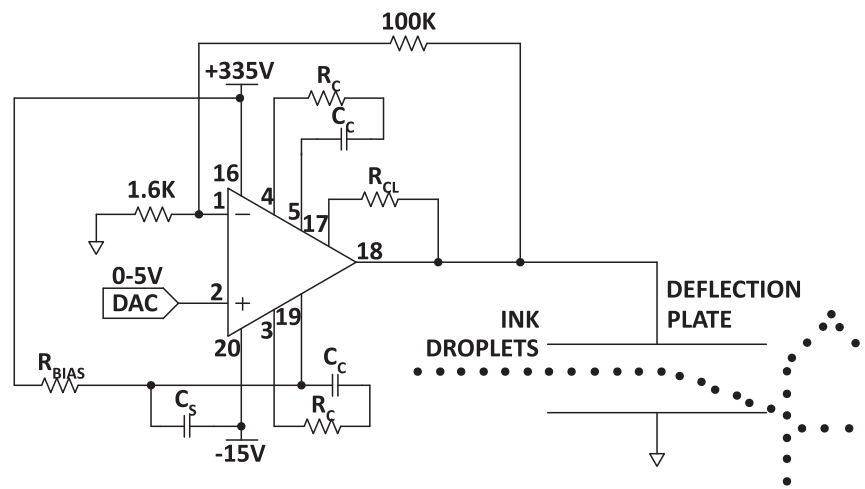 100K
+335V
RC
CC
16
1.6K
1
4
5
17
RCL
18
0-5V
DAC
2
3
19
20
INK
DROPLETS
DEFLECTION
PLATE
RBIAS
CS
CC
RC
-15V